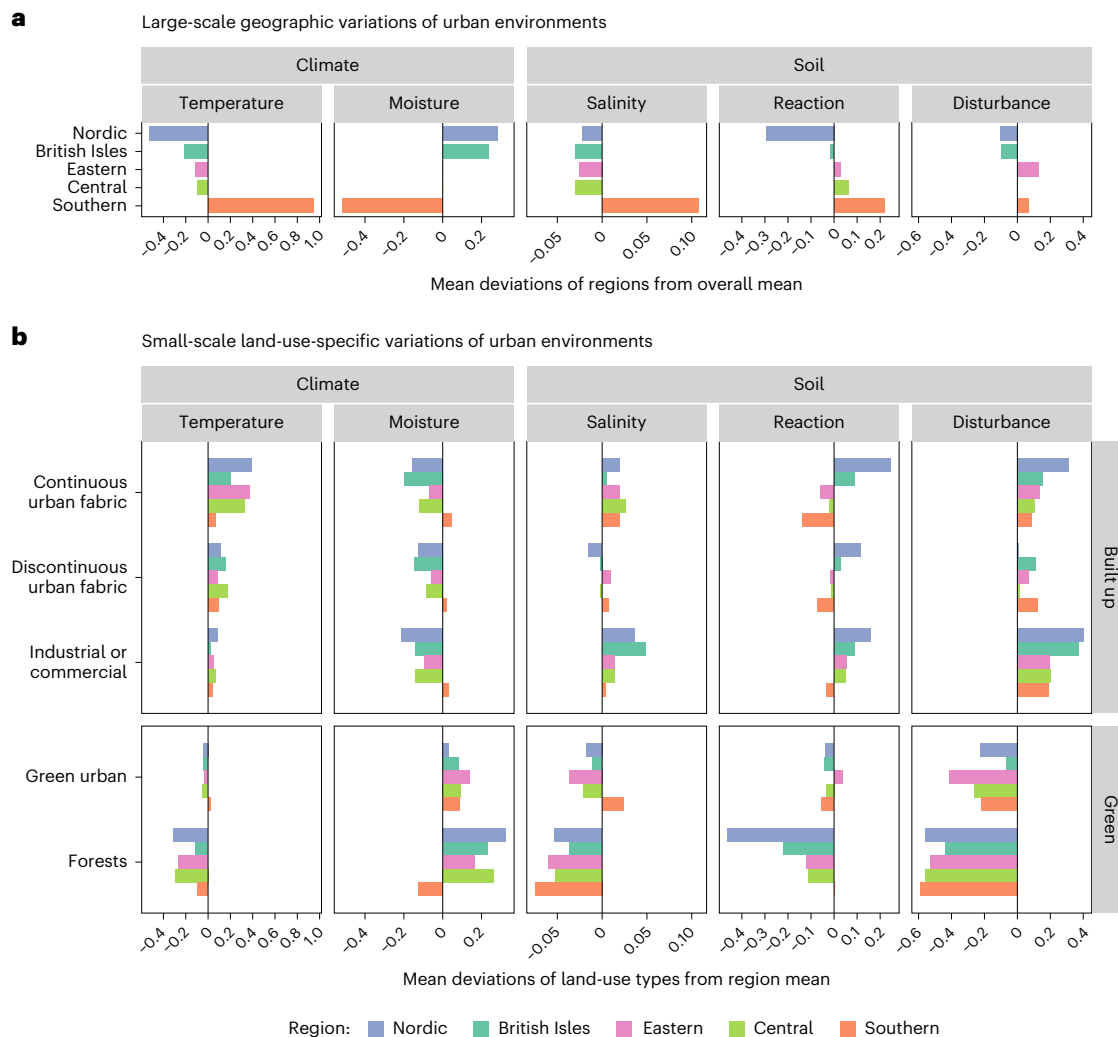 a
Large-scale geographic variations of urban environments
Climate
Soil
Temperature
Moisture
Salinity
Reaction
Disturbance
Nordic
British Isles
Eastern
Central
Southern
−0.4 −0.2 0 0.2 0.4 0.6 0.8 1.0
−0.4 −0.2 0 0.2
−0.05 0 0.05 0.10
−0.4 −0.3 −0.2 −0.1 0 0.1 0.2
−0.6 −0.4 −0.2 0 0.2 0.4
Mean deviations of regions from overall mean
b
Small-scale land-use-specific variations of urban environments
Climate
Soil
Temperature
Moisture
Salinity
Reaction
Disturbance
Continuous
urban fabric
Discontinuous
urban fabric
Industrial or
commercial
Built up
Green urban
Forests
Green
−0.4 −0.2 0 0.2 0.4 0.6 0.8 1.0
−0.4 −0.2 0 0.2
−0.05 0 0.05 0.10
−0.4 −0.3 −0.2 −0.1 0 0.1 0.2
−0.6 −0.4 −0.2 0 0.2 0.4
Mean deviations of land-use types from region mean
Region: Nordic British Isles Eastern Central Southern